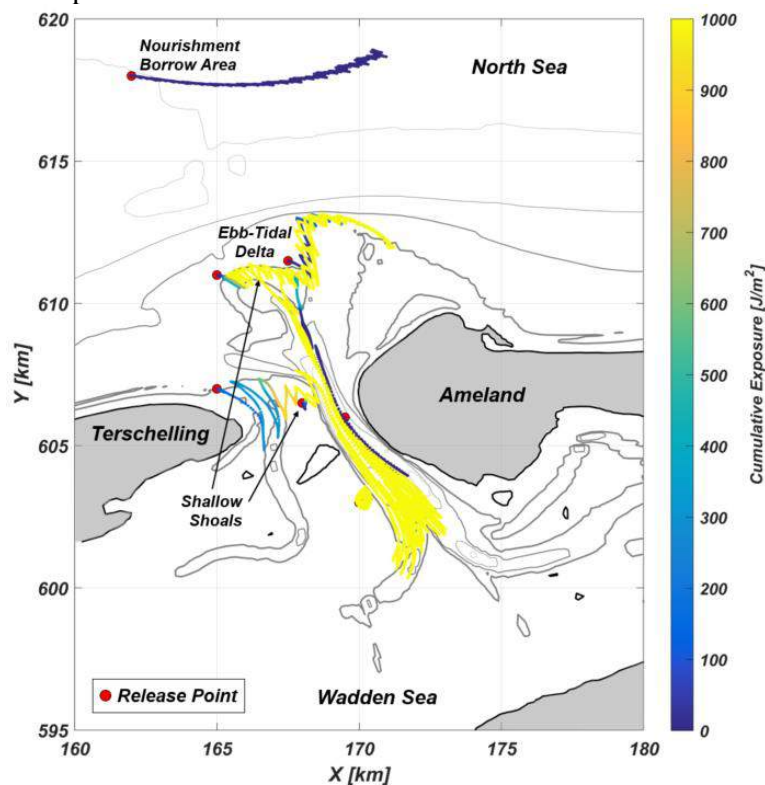 620
615
610
605
600
595
Y [km]
160
165
170
175
180
X [km]
Nourishment
Borrow Area
North Sea
Ebb-Tidal
Delta
Ameland
Terschelling
Shallow
Shoals
Release Point
Wadden Sea
1000
900
800
700
600
500
400
300
200
100
0
Cumulative Exposure [J/m²]